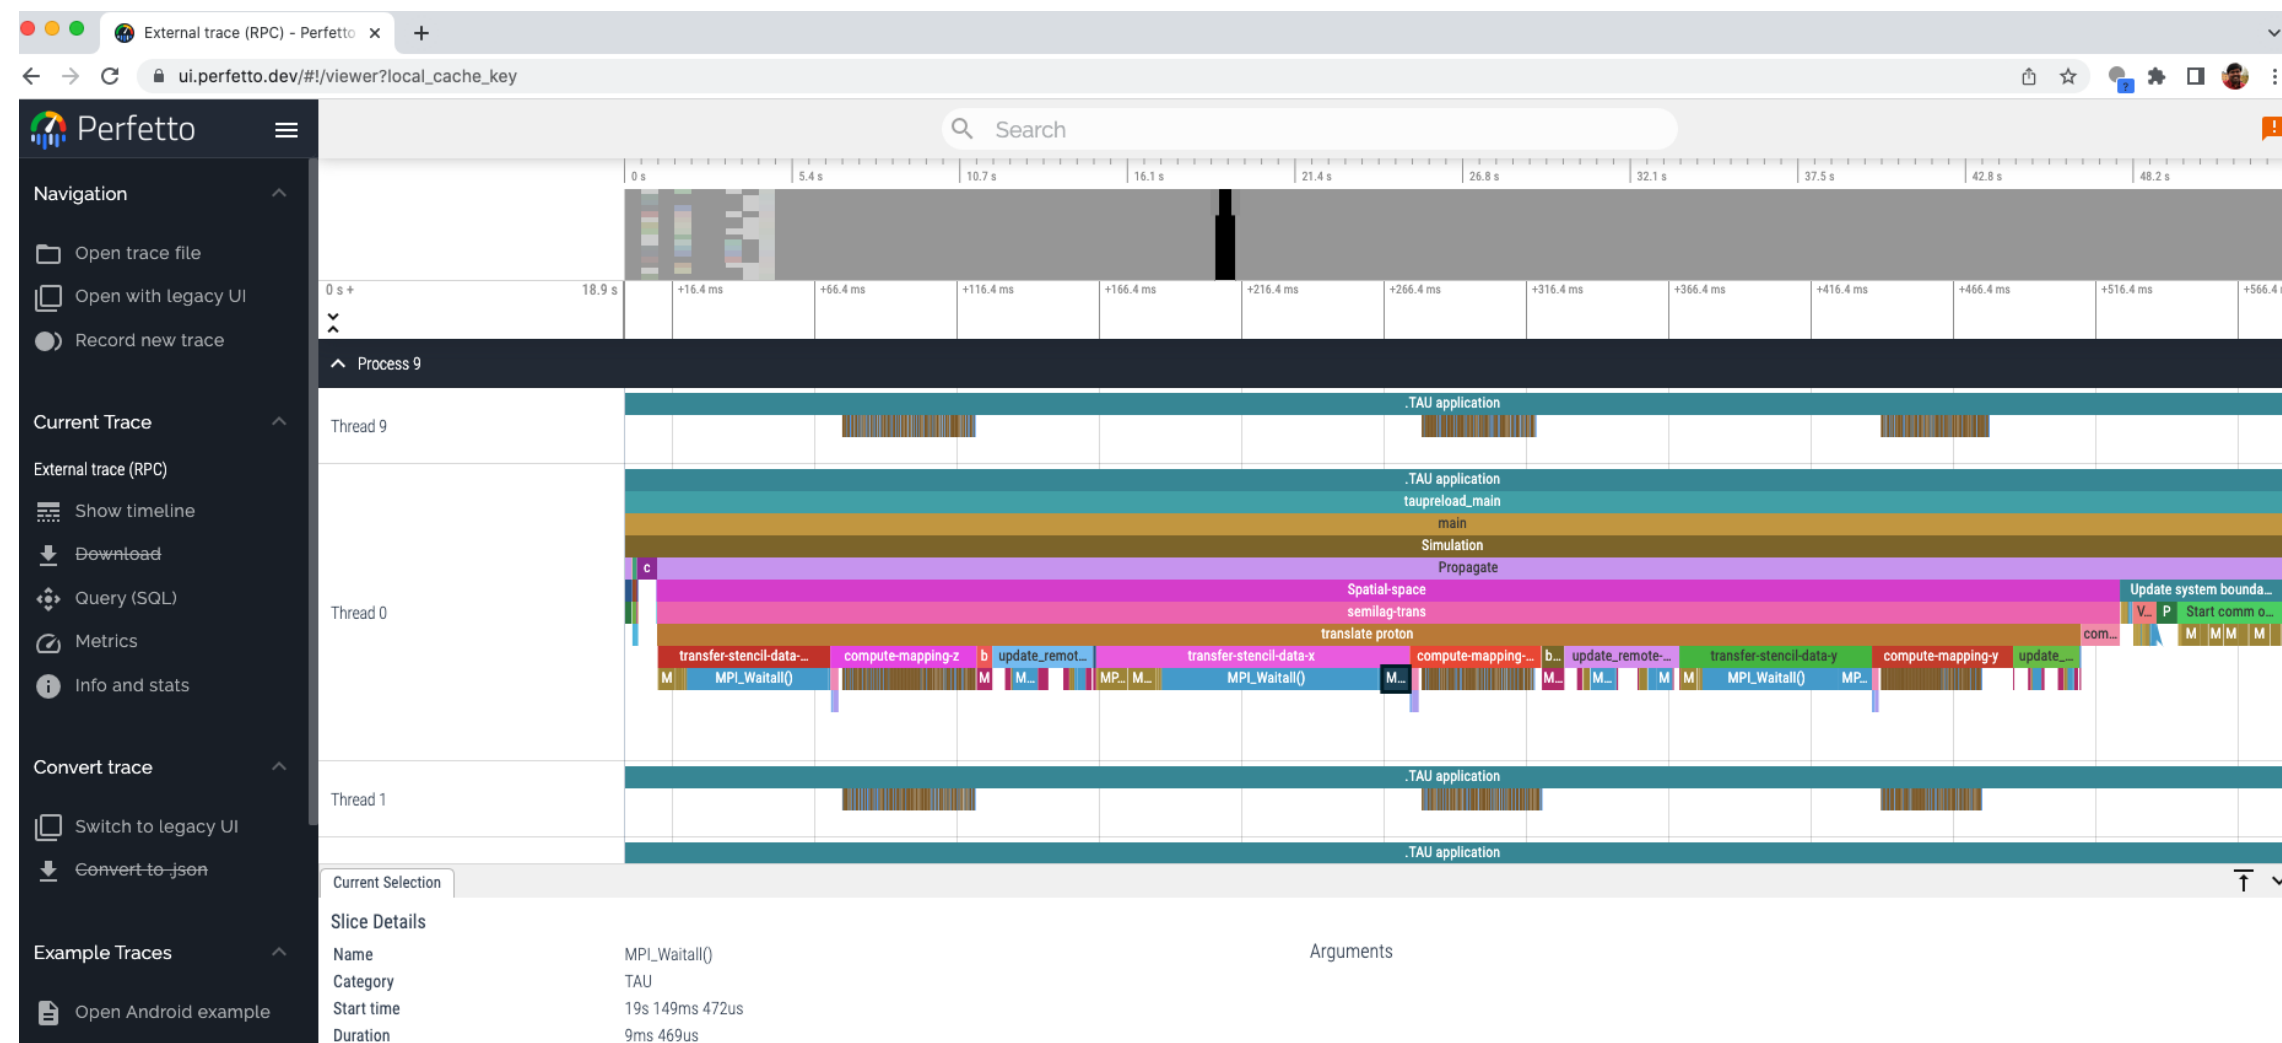 External trace (RPC) - Perfetto
ui.perfetto.dev/#!/viewer?local_cache_key
Perfetto
Search
Navigation
Open trace file
Open with legacy UI
Record new trace
Current Trace
External trace (RPC)
Show timeline
Download
Query (SQL)
Metrics
Info and stats
Convert trace
Switch to legacy UI
Convert to .json
Example Traces
Open Android example
0 s 5.4 s 10.7 s 16.1 s 21.4 s 26.8 s 32.1 s 37.5 s 42.8 s 48.2 s
0 s + 18.9 s +16.4 ms +66.4 ms +116.4 ms +166.4 ms +216.4 ms +266.4 ms +316.4 ms +366.4 ms +416.4 ms +466.4 ms +516.4 ms +566.4
Process 9
Thread 9
.TAU application
Thread 0
.TAU application
taupreload_main
main
Simulation
c Propagate
Spatial-space Update system bounda...
semilag-trans V... P Start comm o...
translate proton com... M M M M
transfer-stencil-data-... compute-mapping-z b update_remot... transfer-stencil-data-x compute-mapping-... b... update_remote-... transfer-stencil-data-y compute-mapping-y update_...
M MPI_Waitall() M M... MP... M... MPI_Waitall() M... M... M... M M MPI_Waitall() MP...
Thread 1
.TAU application
.TAU application
Current Selection
Slice Details
Name MPI_Waitall()
Category TAU
Start time 19s 149ms 472us
Duration 9ms 469us
Arguments